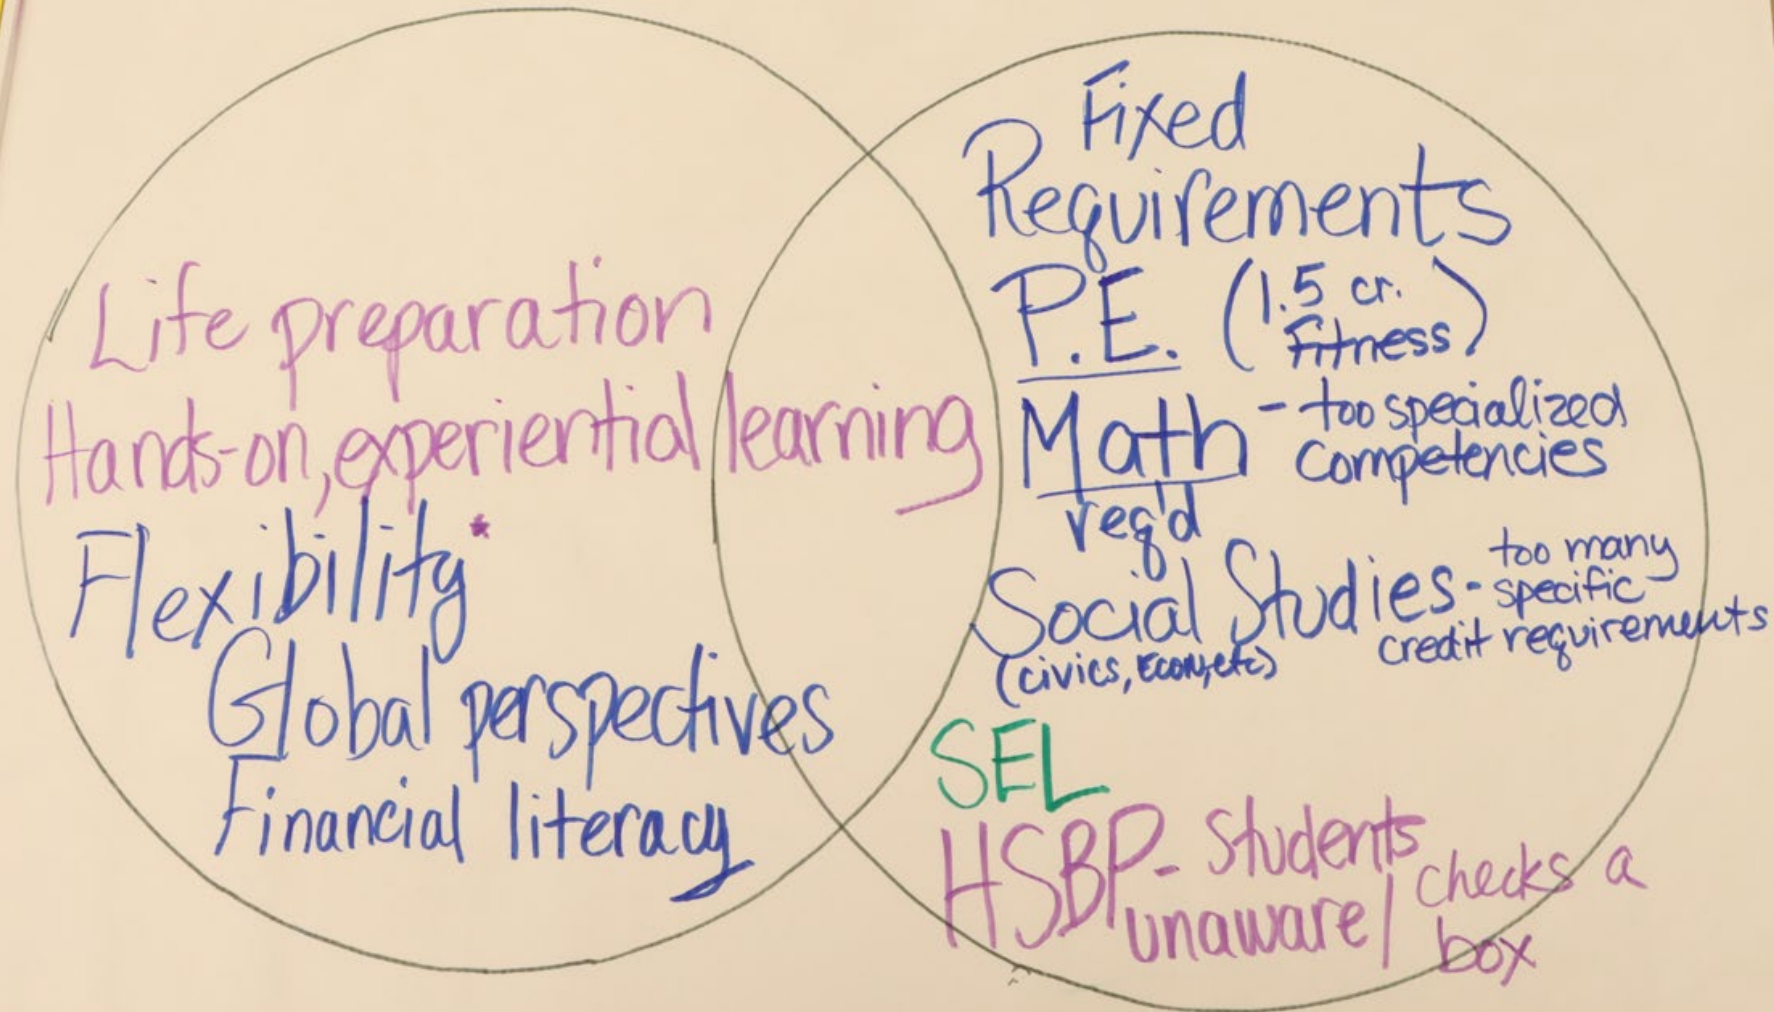 Life preparation
Hands-on, experiential learning
Flexibility*
Global perspectives
Financial literacy
Fixed
Requirements
P.E. (1.5 cr.
Fitness)
Math - too specialized
competencies
req'd
Social Studies - too many
specific
credit requirements
(civics, Econ, etc)
SEL
HSBP - Students
unaware / checks a
box